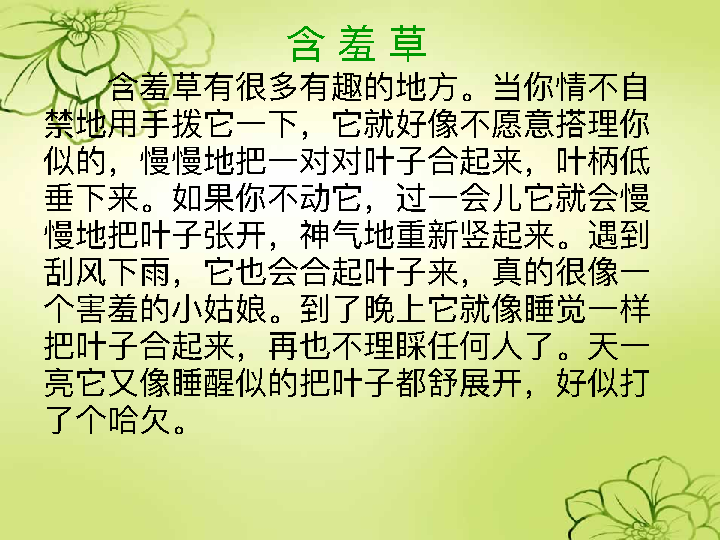 含羞草
含羞草有很多有趣的地方。当你情不自
禁地用手拨它一下，它就好像不愿意搭理你
似的，慢慢地把一对对叶子合起来，叶柄低
垂下来。如果你不动它，过一会儿它就会慢
慢地把叶子张开，神气地重新竖起来。遇到
刮风下雨，它也会合起叶子来，真的很像一
个害羞的小姑娘。到了晚上它就像睡觉一样
把叶子合起来，再也不理睬任何人了。天一
亮它又像睡醒似的把叶子都舒展开，好似打
了个哈欠。